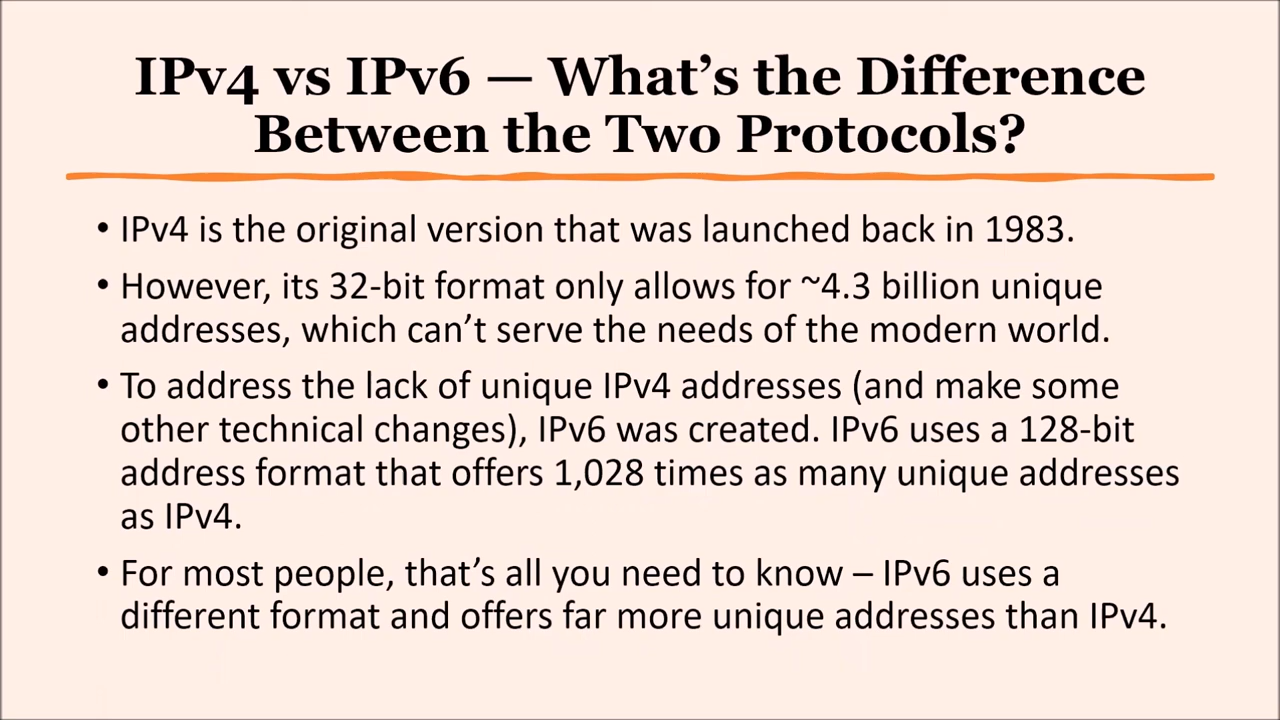 IPv4 vs IPv6 — What’s the Difference
Between the Two Protocols?
• IPv4 is the original version that was launched back in 1983.
• However, its 32-bit format only allows for ~4.3 billion unique
addresses, which can’t serve the needs of the modern world.
• To address the lack of unique IPv4 addresses (and make some
other technical changes), IPv6 was created. IPv6 uses a 128-bit
address format that offers 1,028 times as many unique addresses
as IPv4.
• For most people, that’s all you need to know – IPv6 uses a
different format and offers far more unique addresses than IPv4.